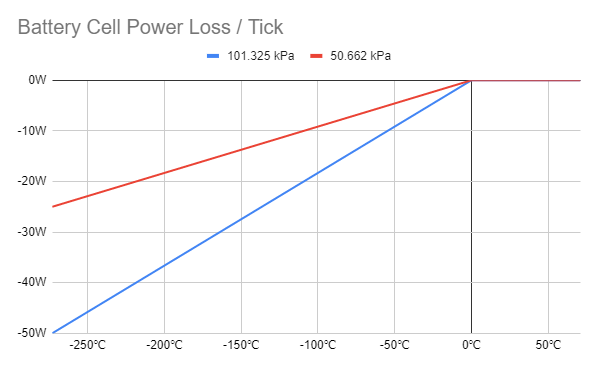 Battery Cell Power Loss / Tick
101.325 kPa 50.662 kPa
0W
-10W
-20W
-30W
-40W
-50W
-250°C -200°C -150°C -100°C -50°C 0°C 50°C